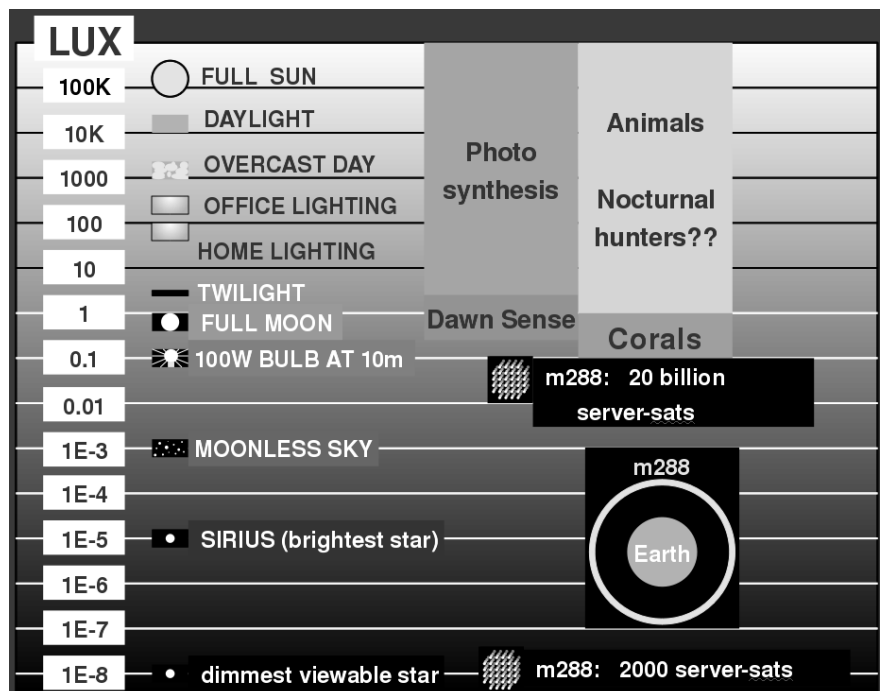 LUX
100K
FULL SUN
10K
DAYLIGHT
1000
OVERCAST DAY
100
OFFICE LIGHTING
10
HOME LIGHTING
TWILIGHT
1
FULL MOON
0.1
100W BULB AT 10m
0.01
1E-3
MOONLESS SKY
1E-4
1E-5
SIRIUS (brightest star)
1E-6
1E-7
1E-8
dimmest viewable star
Photo
synthesis
Dawn Sense
Animals
Nocturnal
hunters??
Corals
m288: 20 billion
server-sats
m288
Earth
m288: 2000 server-sats